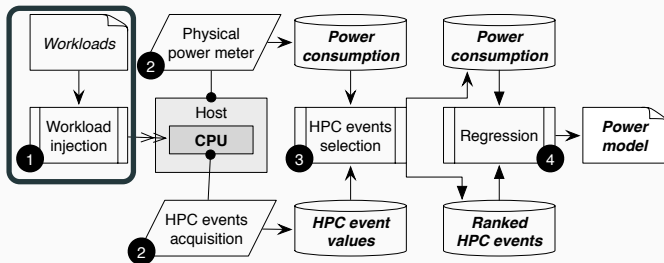 Workloads
Workload
injection
1
Physical
power meter
2
Host
CPU
HPC events
acquisition
2
Power
consumption
HPC events
selection
3
HPC event
values
Power
consumption
Regression
4
Ranked
HPC events
Power
model